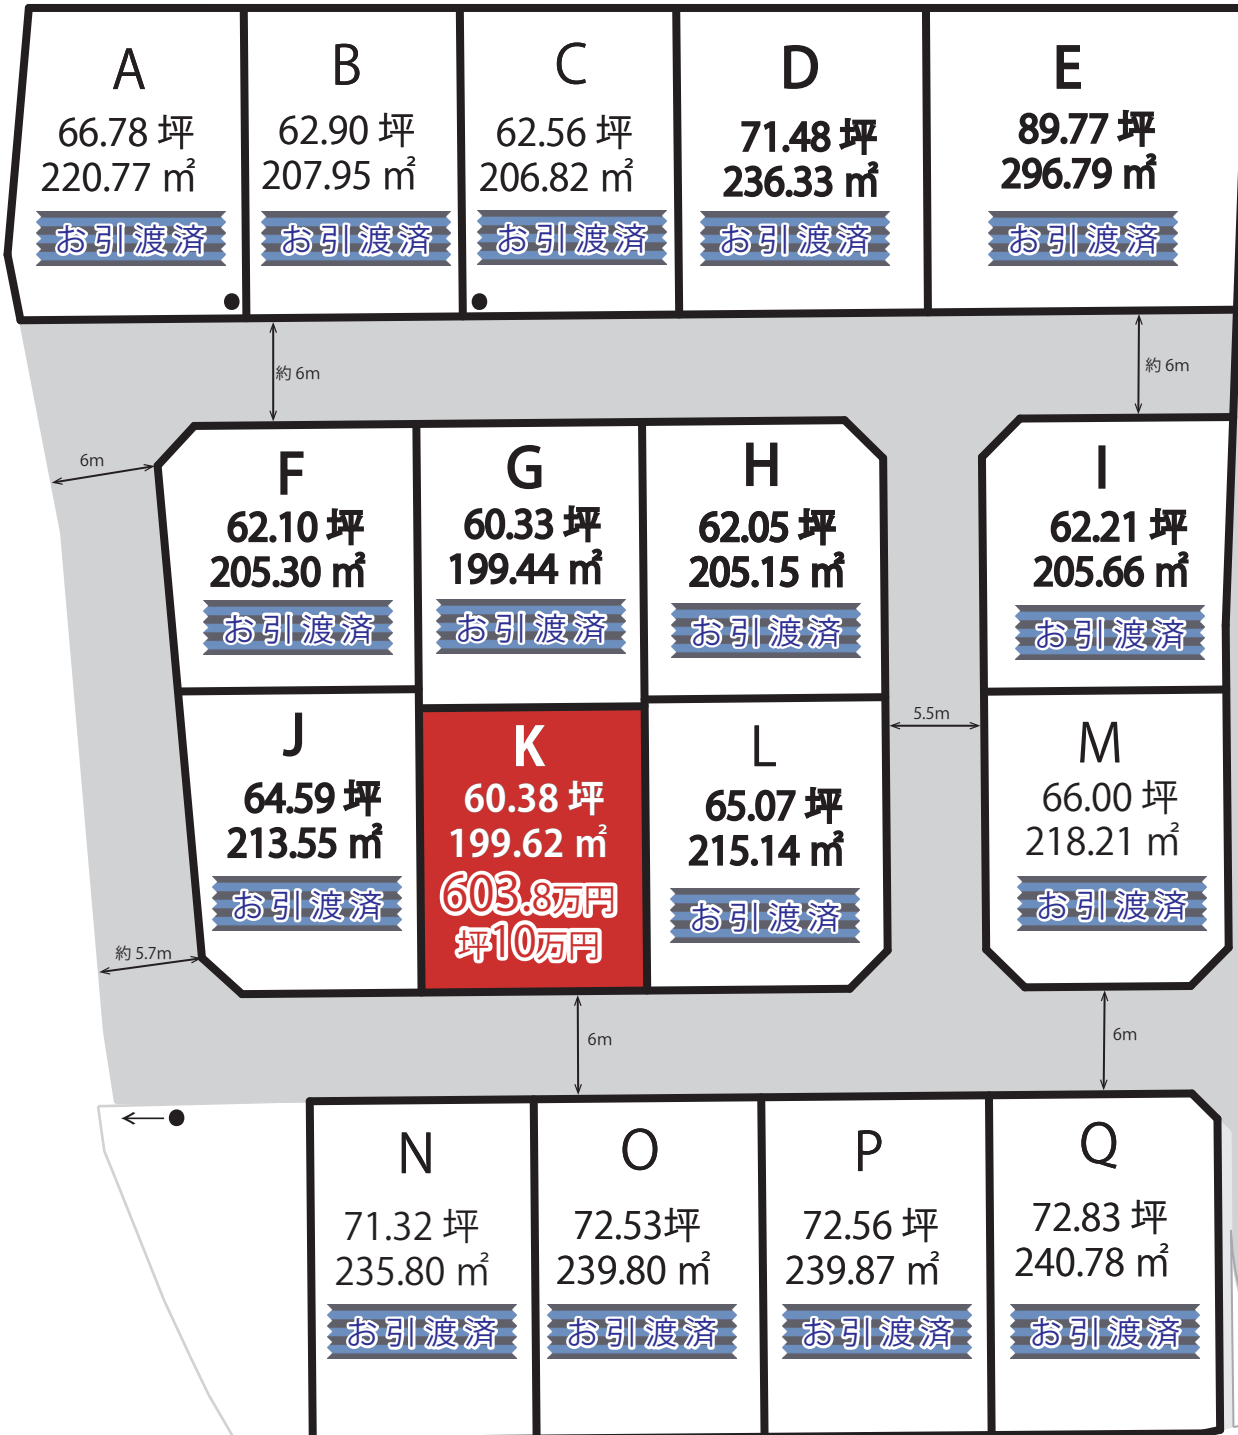 A
66.78 坪
220.77 ㎡
お引渡済
B
62.90 坪
207.95 ㎡
お引渡済
C
62.56 坪
206.82 ㎡
お引渡済
D
71.48 坪
236.33 ㎡
お引渡済
E
89.77 坪
296.79 ㎡
お引渡済
約 6m
約 6m
6m
F
62.10 坪
205.30 ㎡
お引渡済
G
60.33 坪
199.44 ㎡
お引渡済
H
62.05 坪
205.15 ㎡
お引渡済
I
62.21 坪
205.66 ㎡
お引渡済
J
64.59 坪
213.55 ㎡
お引渡済
K
60.38 坪
199.62 ㎡
603.8万円
坪10万円
L
65.07 坪
215.14 ㎡
お引渡済
5.5m
M
66.00 坪
218.21 ㎡
お引渡済
約 5.7m
6m
6m
N
71.32 坪
235.80 ㎡
お引渡済
O
72.53坪
239.80 ㎡
お引渡済
P
72.56 坪
239.87 ㎡
お引渡済
Q
72.83 坪
240.78 ㎡
お引渡済